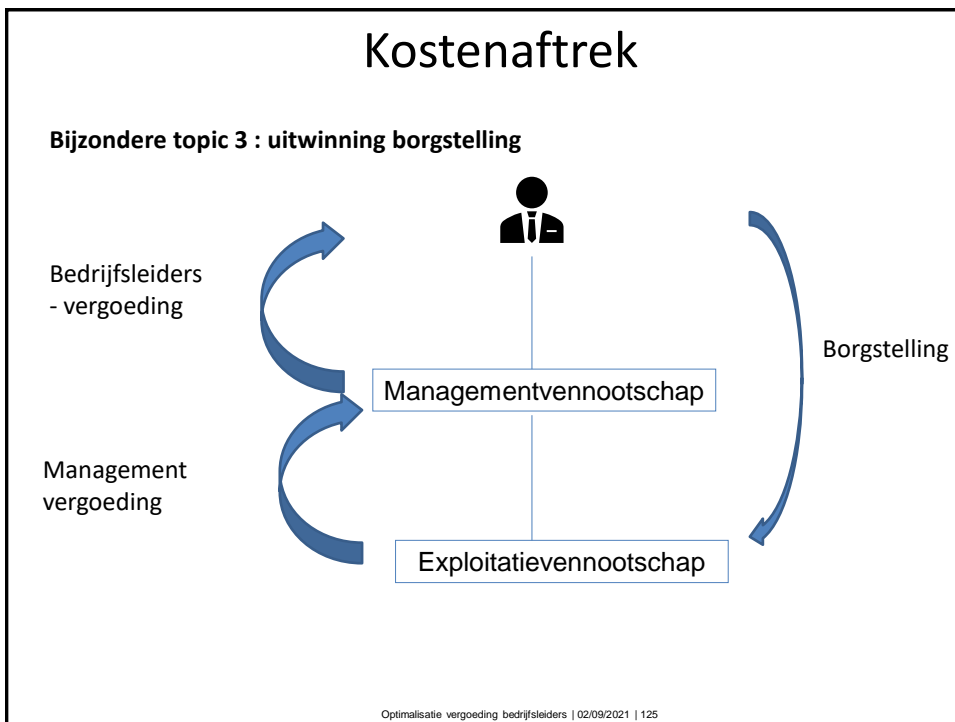 Kostenaftrek
Bijzondere topic 3 : uitwinning borgstelling
Bedrijfsleiders
- vergoeding
Borgstelling
Managementvennootschap
Management
vergoeding
Exploitatievennootschap
Optimalisatie vergoeding bedrijfsleiders | 02/09/2021 | 125